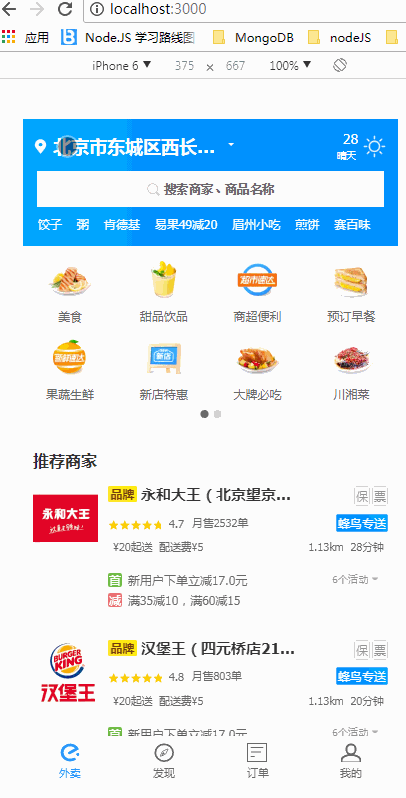 localhost:3000
应用 Node.JS 学习路线图 MongoDB nodeJS
iPhone 6 ▼ 375 × 667 100% ▼
北京市东城区西长... 28
晴天
搜索商家、商品名称
饺子 粥 肯德基 易果49减20 眉州小吃 煎饼 赛百味
超市速达
美食 甜品饮品 商超便利 预订早餐
新鲜速达 新店
果蔬生鲜 新店特惠 大牌必吃 川湘菜
推荐商家
永和大王 品牌 永和大王（北京望京... 保 票
4.7 月售2532单 蜂鸟专送
¥20起送 配送费¥5 1.13km 28分钟
首 新用户下单立减17.0元 6个活动
减 满35减10，满60减15
BURGER KING 汉堡王 品牌 汉堡王（四元桥店21... 保 票
4.8 月售803单 蜂鸟专送
¥20起送 配送费¥5 1.13km 20分钟
首 新用户下单立减17.0元 6个活动
外卖 发现 订单 我的